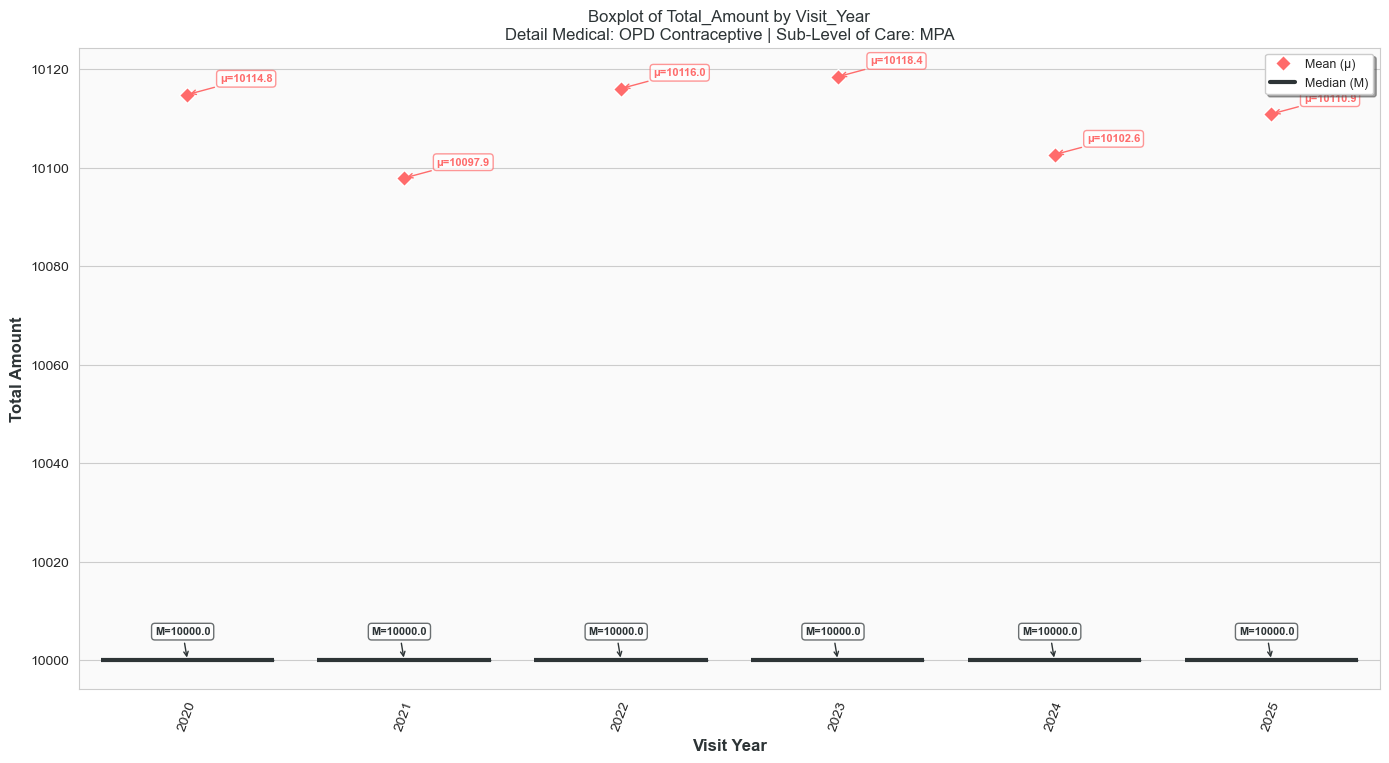 Boxplot of Total_Amount by Visit_Year
Detail Medical: OPD Contraceptive | Sub-Level of Care: MPA
Mean (μ)
Median (M)
μ=10114.8
μ=10097.9
μ=10116.0
μ=10118.4
μ=10102.6
μ=10110.9
M=10000.0
M=10000.0
M=10000.0
M=10000.0
M=10000.0
M=10000.0
Total Amount
10120
10100
10080
10060
10040
10020
10000
2020
2021
2022
2023
2024
2025
Visit Year